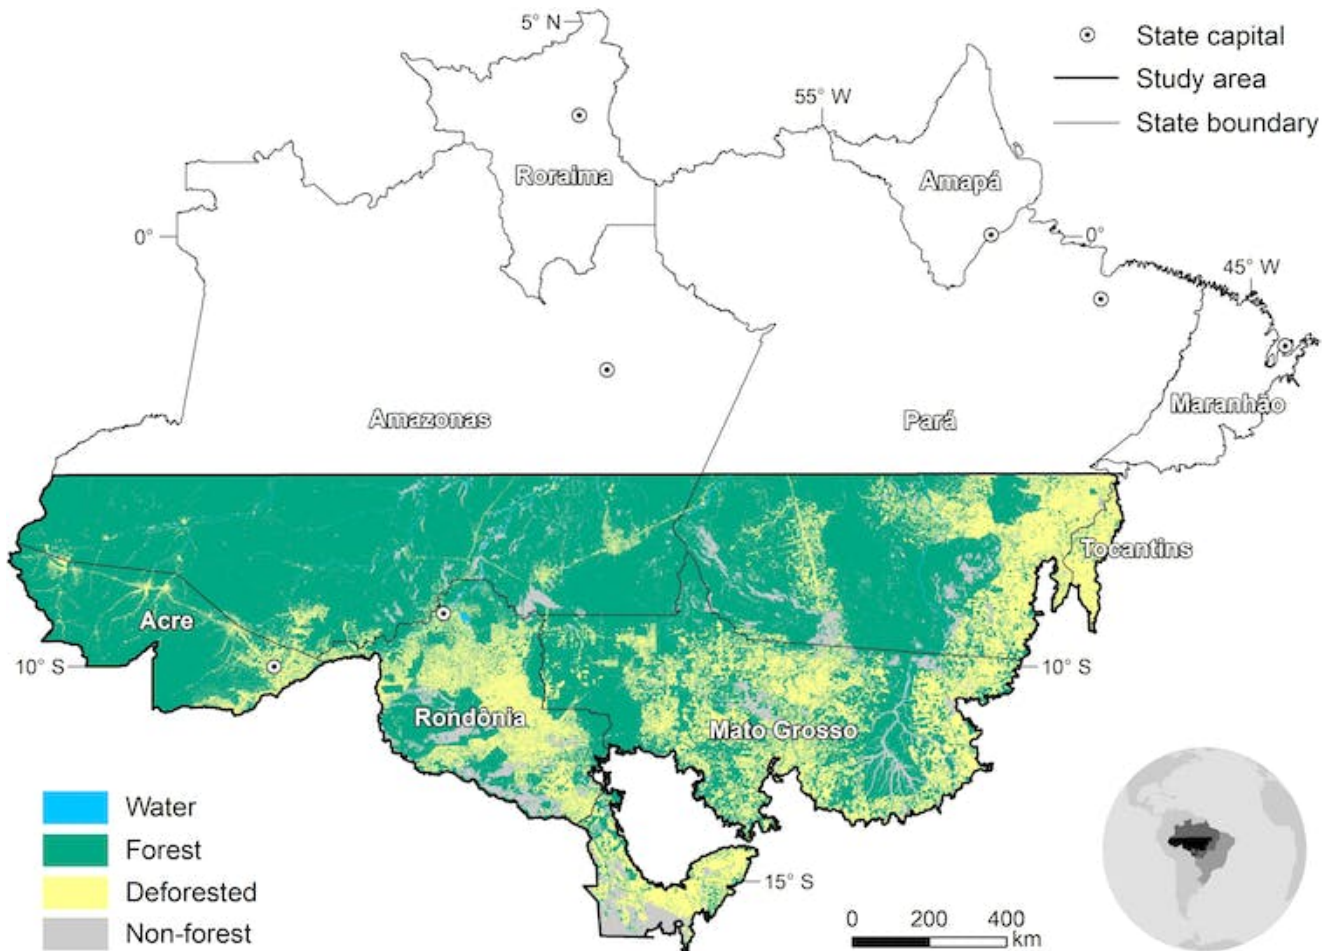 5° N
State capital
Study area
State boundary
55° W
Roraima
Amapá
0°
0°
45° W
Amazonas
Pará
Maranhão
Tocantins
Acre
10° S
10° S
Rondônia
Mato Grosso
Water
Forest
Deforested
Non-forest
15° S
0 200 400
km